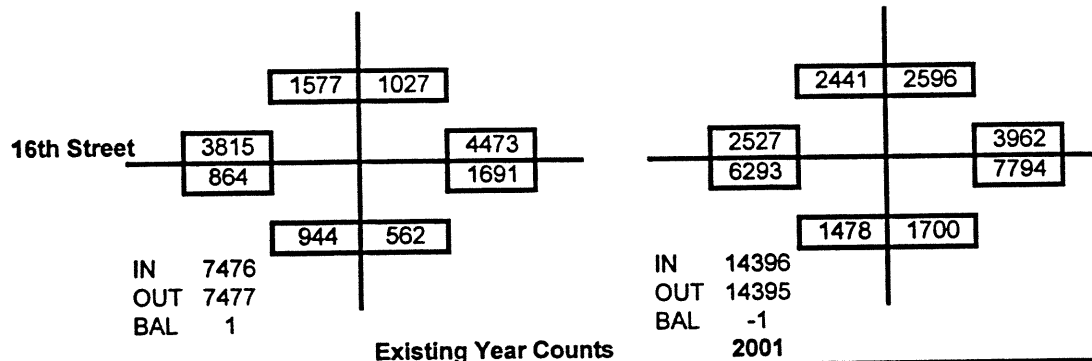 1577 1027 2441 2596
16th Street 3815 4473 2527 3962
864 1691 6293 7794
944 562 1478 1700
IN 7476 IN 14396
OUT 7477 OUT 14395
BAL 1 BAL -1
Existing Year Counts 2001